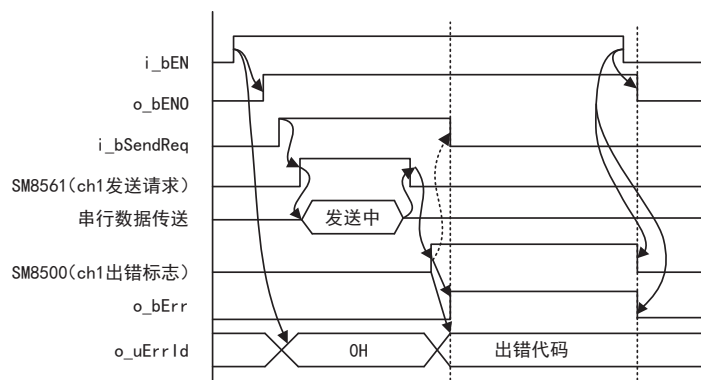 i_bEN
o_bENO
i_bSendReq
SM8561(ch1发送请求)
串行数据传送
发送中
SM8500(ch1出错标志)
o_bErr
o_uErrId
0H
出错代码